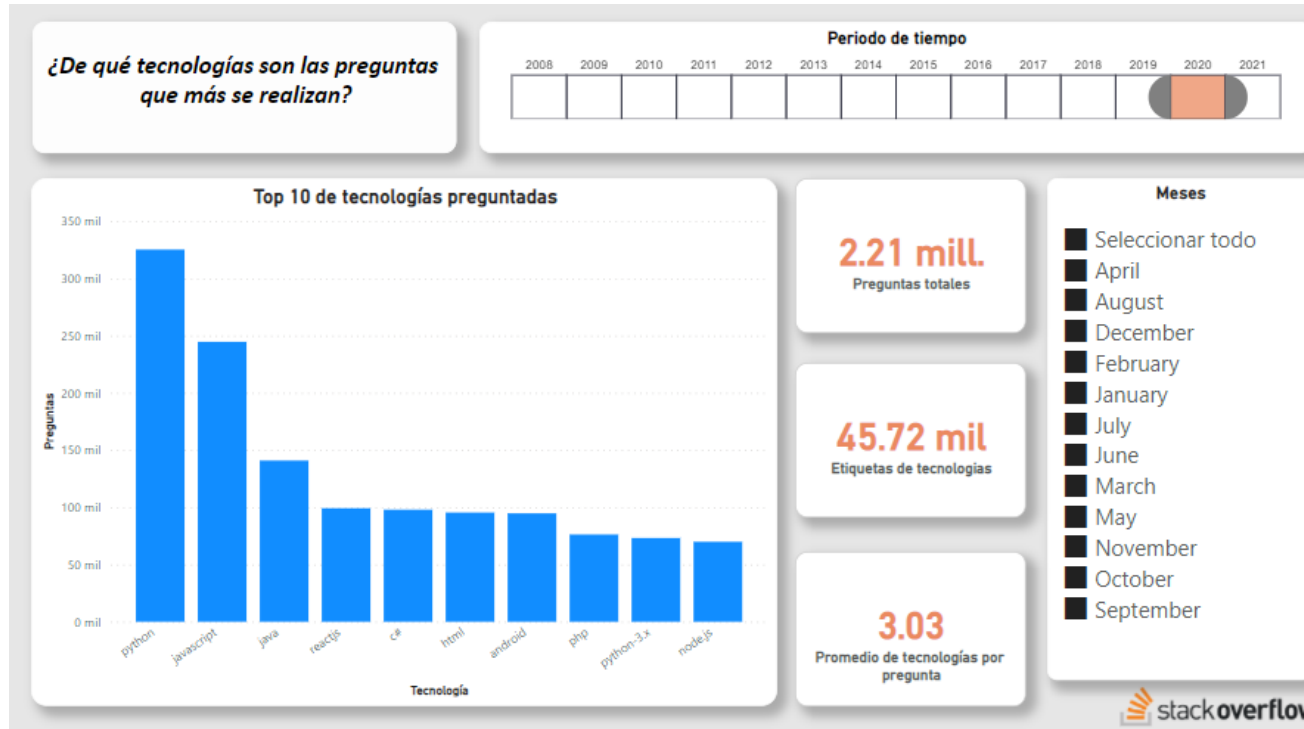 ¿De qué tecnologías son las preguntas
que más se realizan?
Periodo de tiempo
2008 2009 2010 2011 2012 2013 2014 2015 2016 2017 2018 2019 2020 2021
Top 10 de tecnologías preguntadas
350 mil
300 mil
250 mil
200 mil
150 mil
100 mil
50 mil
0 mil
Preguntas
python javascript java reactjs c# html android php python-3.x node.js
Tecnología
2.21 mill.
Preguntas totales
45.72 mil
Etiquetas de tecnologías
3.03
Promedio de tecnologías por
pregunta
Meses
Seleccionar todo
April
August
December
February
January
July
June
March
May
November
October
September
stackoverflow